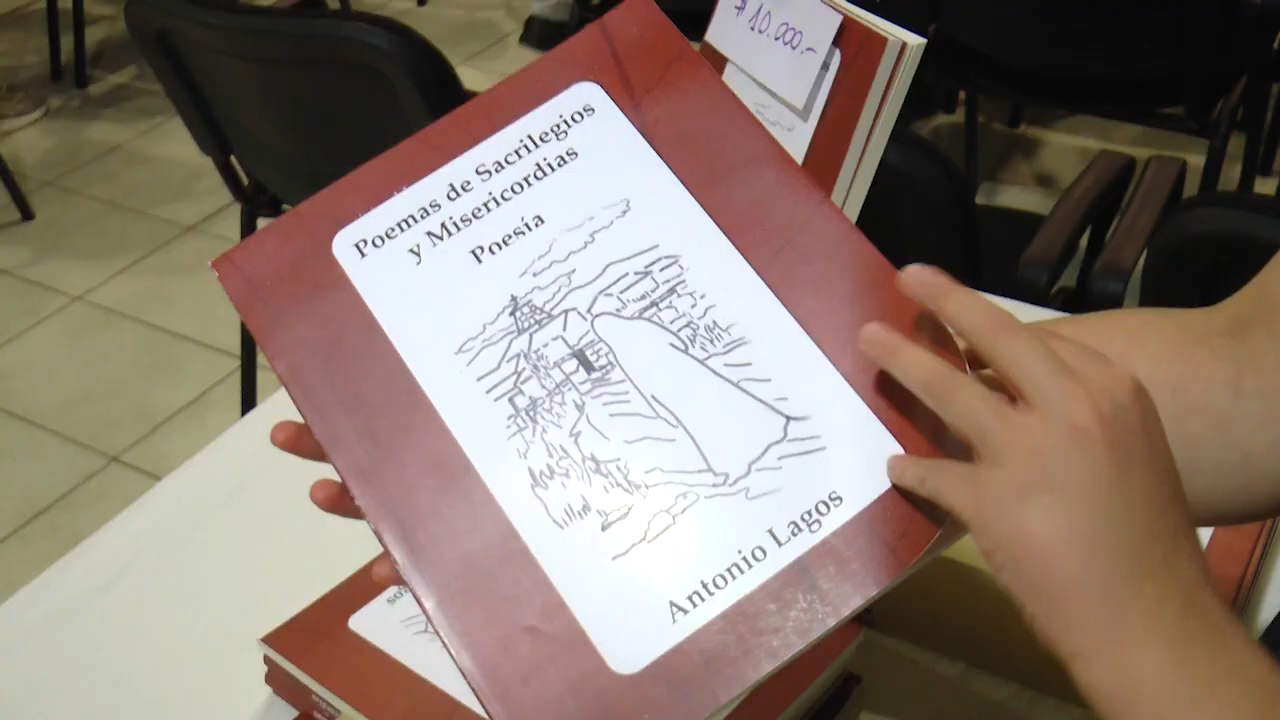 $ 10.000.-
Poemas de Sacrilegios
y Misericordias
Poesía
Antonio Lagos